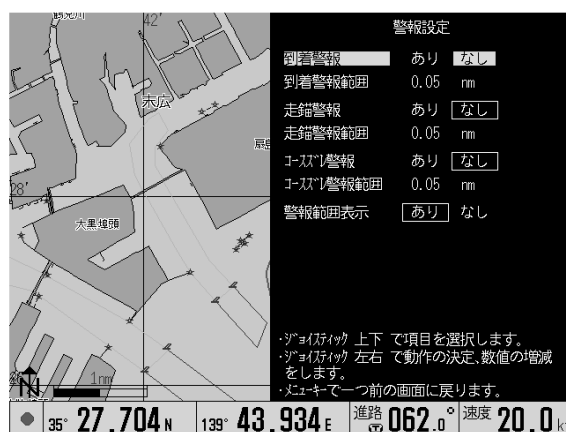 鶴見川
42'
末広
扇島
28'
大黒埠頭
26'
N
1nm
警報設定
到着警報 あり なし
到着警報範囲 0.05 nm
走錨警報 あり なし
走錨警報範囲 0.05 nm
ｺｰｽｽﾞﾚ警報 あり なし
ｺｰｽｽﾞﾚ警報範囲 0.05 nm
警報範囲表示 あり なし
･ｼﾞｮｲｽﾃｨｯｸ 上下 で項目を選択します。
･ｼﾞｮｲｽﾃｨｯｸ 左右 で動作の決定､数値の増減
をします。
･ﾒﾆｭｰｷｰで一つ前の画面に戻ります。
35° 27.704 N 139° 43.934 E 進路 T 062.0° 速度 20.0 k